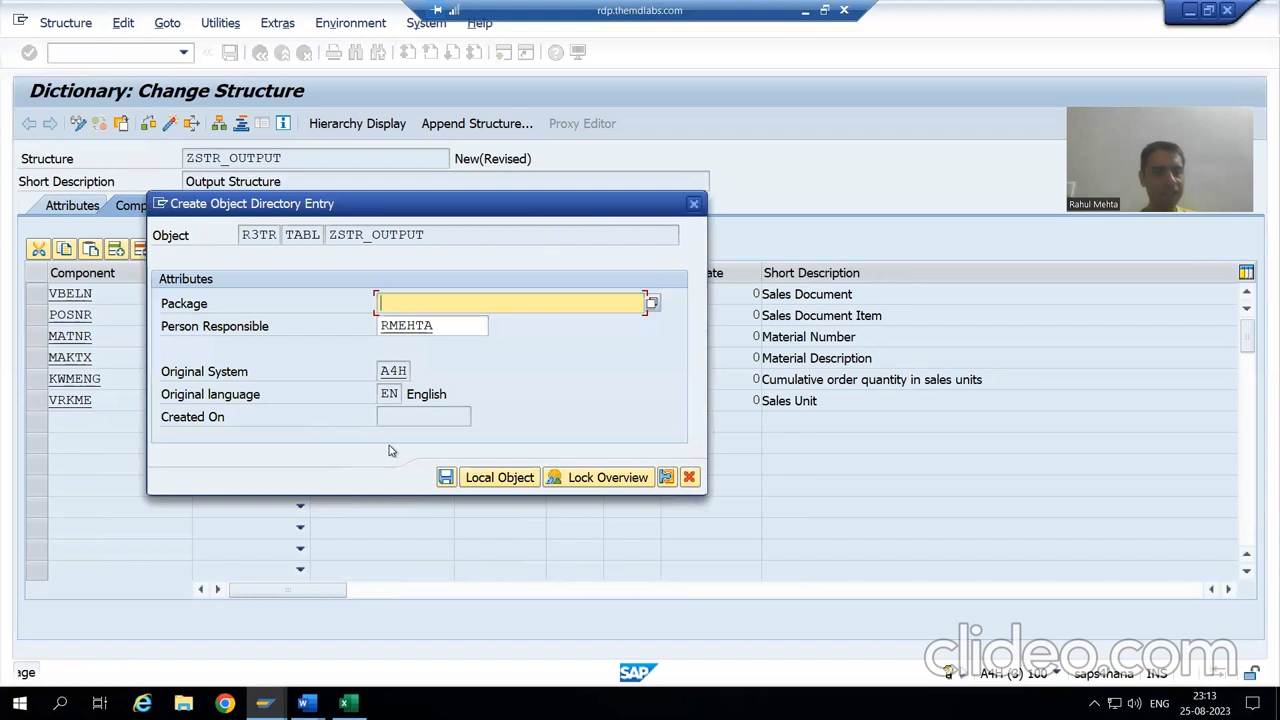 rdp.themdlabs.com
Structure Edit Goto Utilities Extras Environment System Help
Dictionary: Change Structure
Hierarchy Display Append Structure... Proxy Editor
Structure ZSTR_OUTPUT New(Revised)
Short Description Output Structure
Attributes Comp
Rahul Mehta
Create Object Directory Entry
Object R3TR TABL ZSTR_OUTPUT
Attributes
Package
Person Responsible RMEHTA
Original System A4H
Original language EN English
Created On
Local Object Lock Overview
Component ate Short Description
VBELN 0 Sales Document
POSNR 0 Sales Document Item
MATNR 0 Material Number
MAKTX 0 Material Description
KWMENG 0 Cumulative order quantity in sales units
VRKME 0 Sales Unit
clideo.com
age SAP A4H (3) 100 saps4hana INS
ENG 23:13
25-08-2023